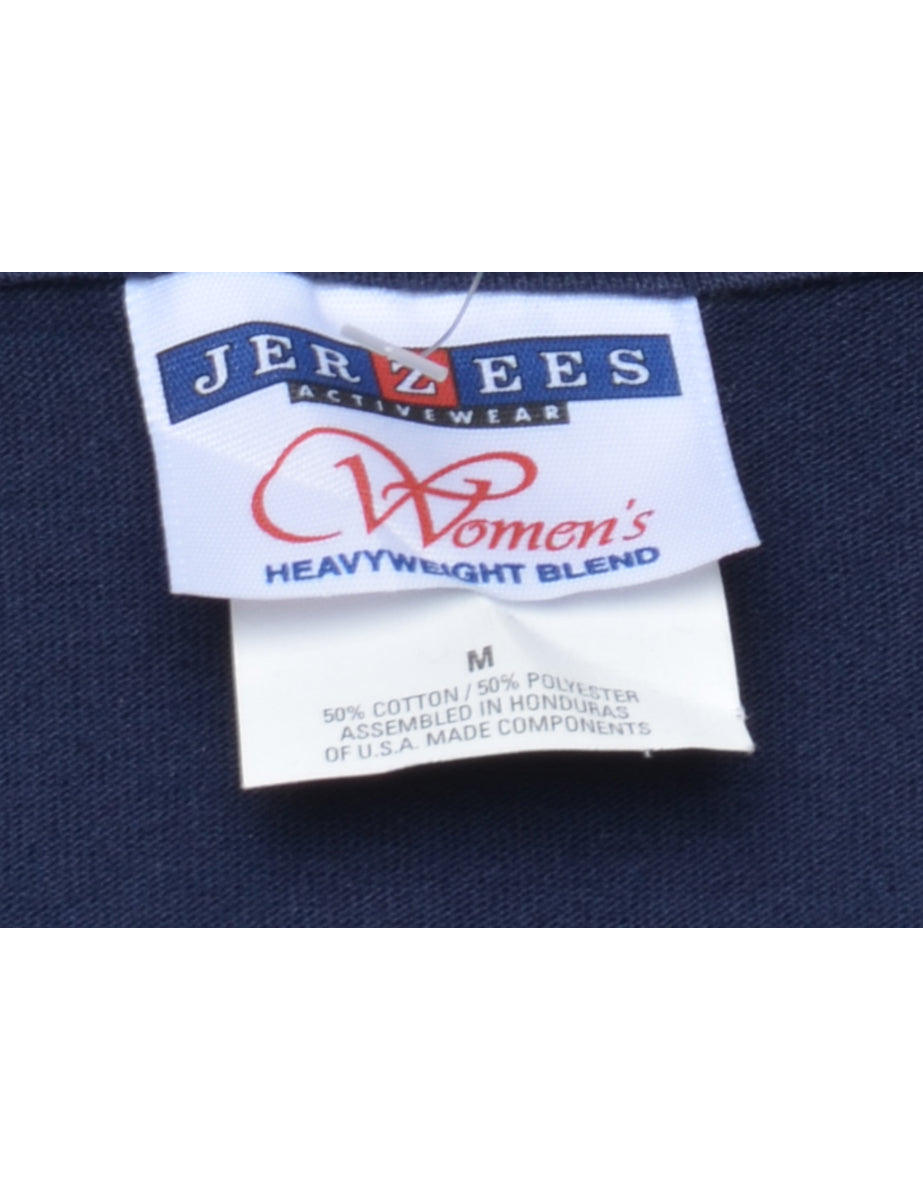 JERZEES
ACTIVEWEAR
Women's
HEAVYWEIGHT BLEND
M
50% COTTON / 50% POLYESTER
ASSEMBLED IN HONDURAS
OF U.S.A. MADE COMPONENTS